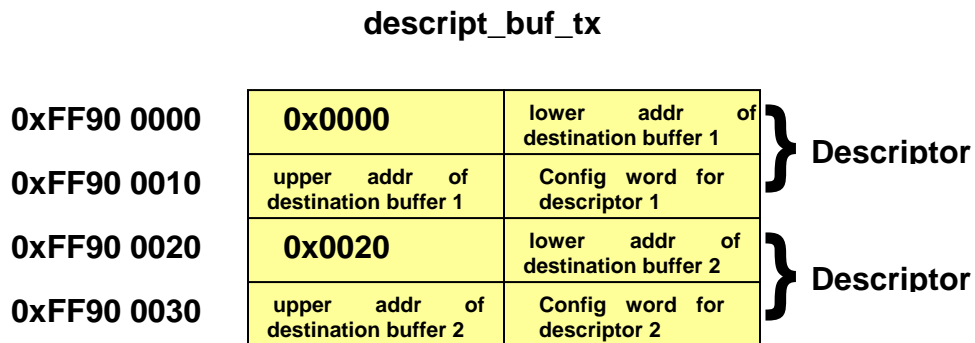 descript_buf_tx
0xFF90 0000
0x0000
lower addr of
destination buffer 1
Descriptor
0xFF90 0010
upper addr of
destination buffer 1
Config word for
descriptor 1
0xFF90 0020
0x0020
lower addr of
destination buffer 2
Descriptor
0xFF90 0030
upper addr of
destination buffer 2
Config word for
descriptor 2